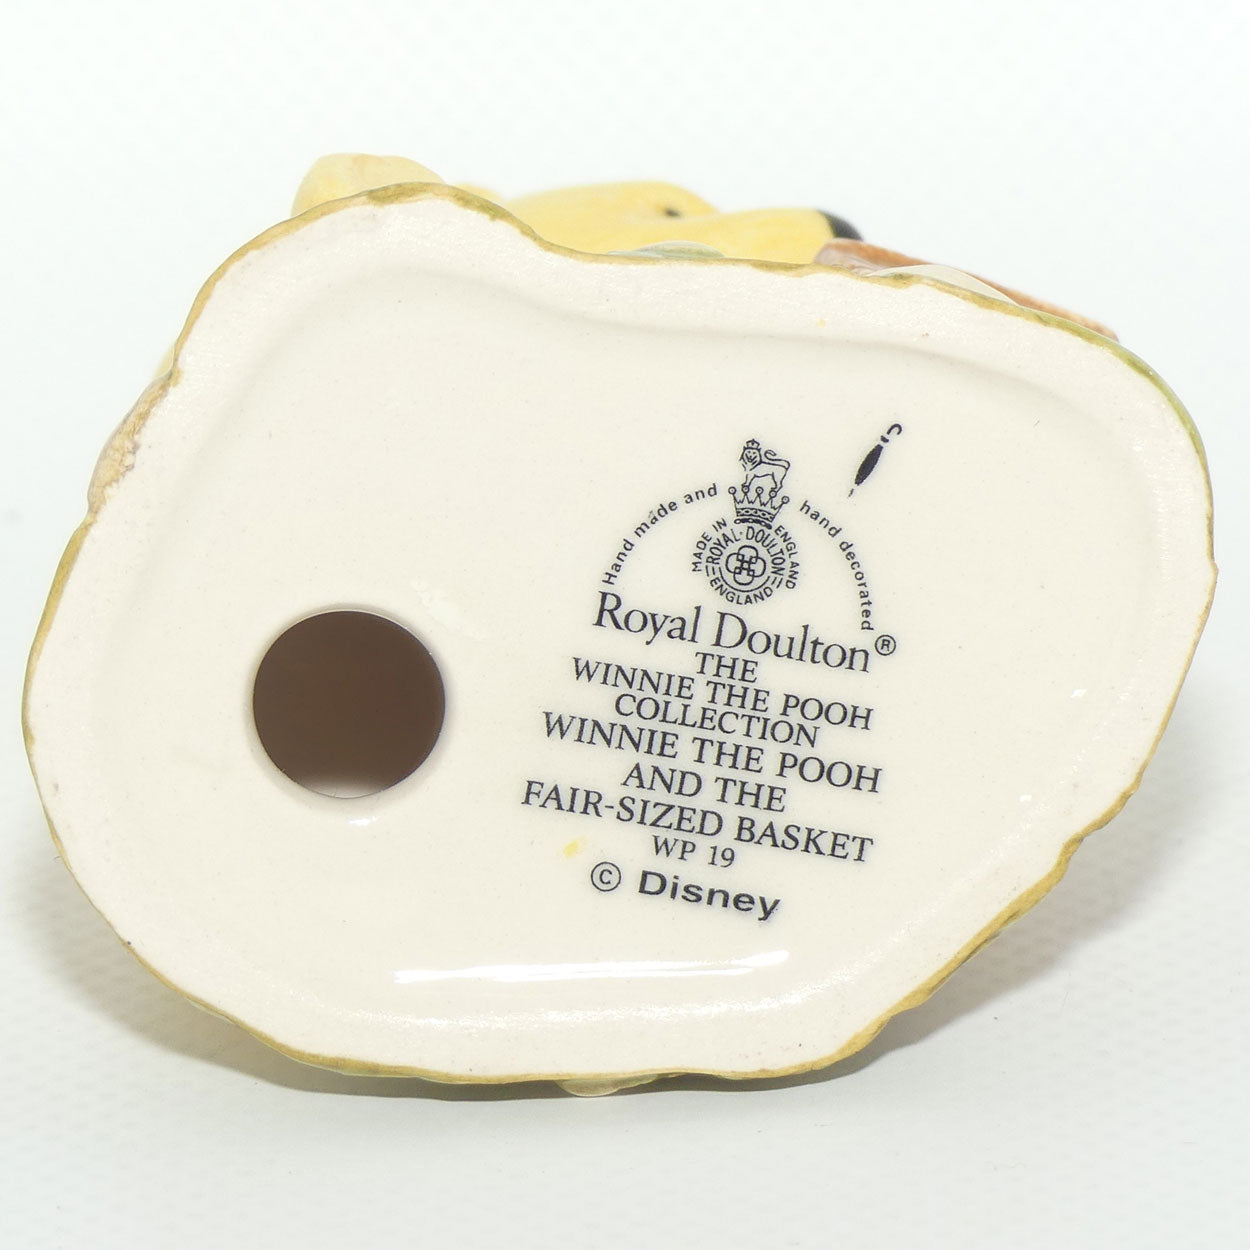 Hand made and hand decorated
MADE IN ENGLAND
ROYAL·DOULTON
ENGLAND
Royal Doulton®
THE
WINNIE THE POOH
COLLECTION
WINNIE THE POOH
AND THE
FAIR-SIZED BASKET
WP 19
© Disney